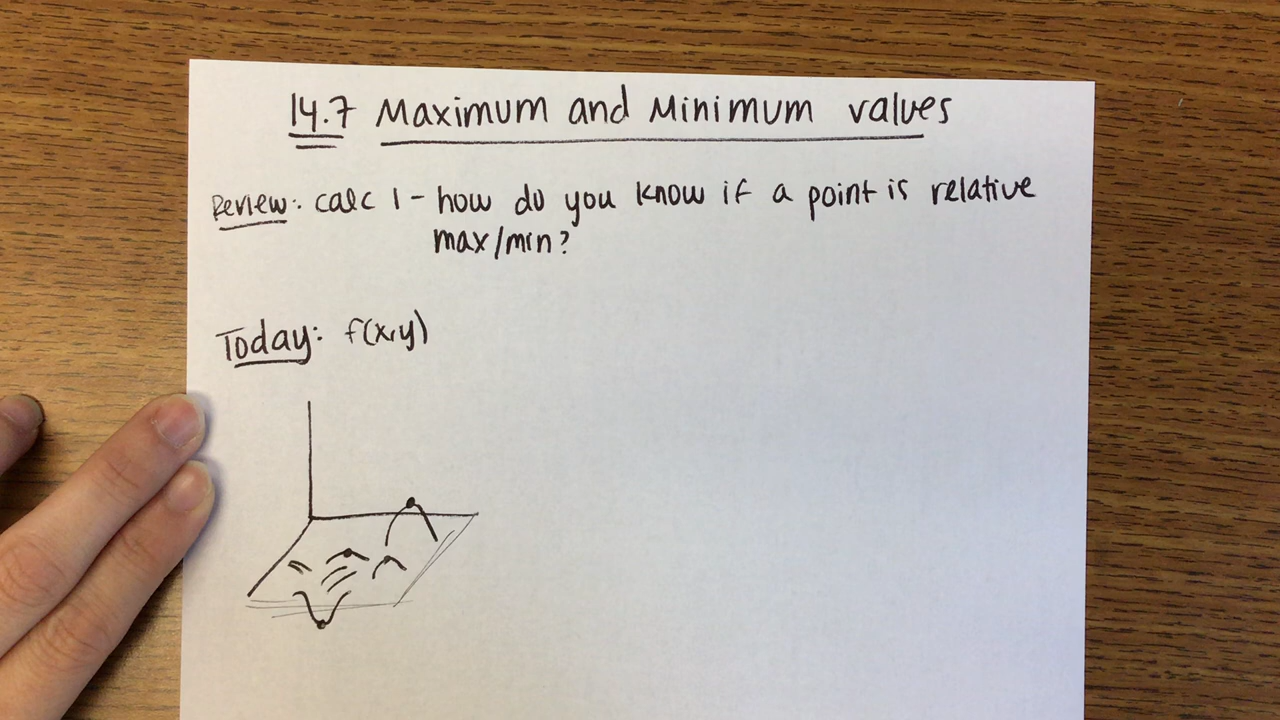 14.7 Maximum and Minimum values
Review: calc 1 - how do you know if a point is relative
max/min?
Today: f(x,y)